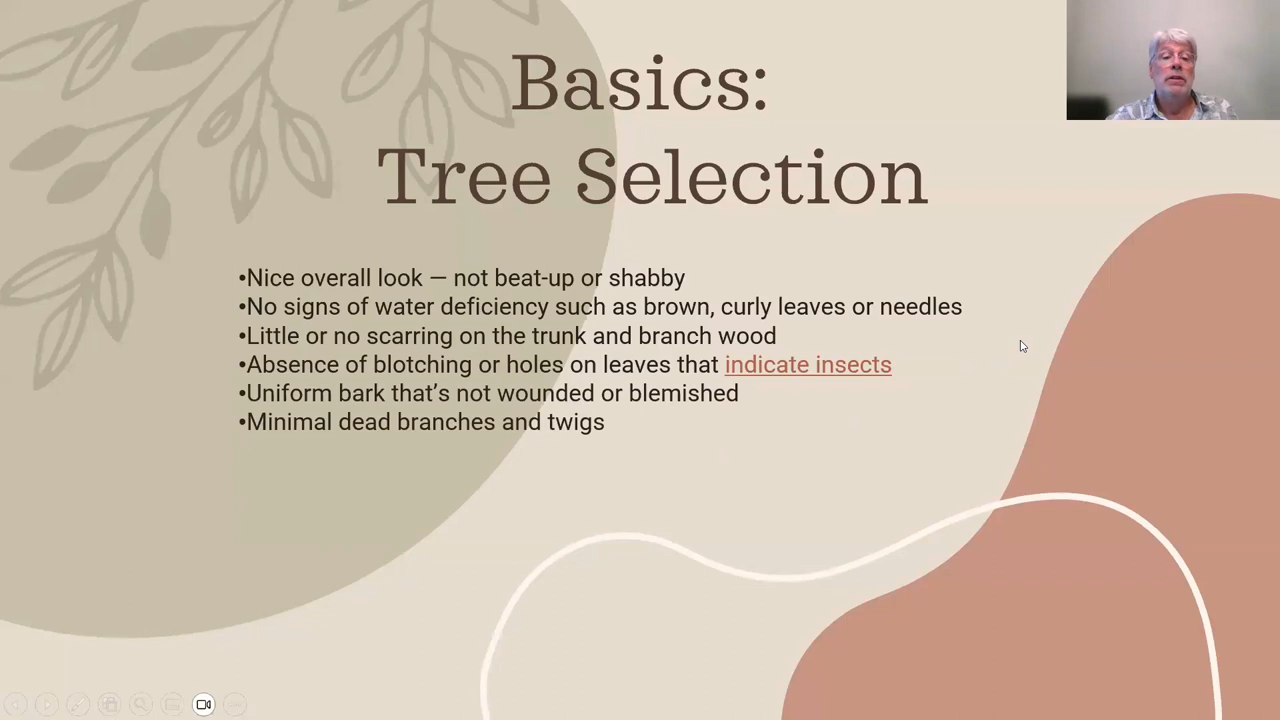 Basics:
Tree Selection
•Nice overall look — not beat-up or shabby
•No signs of water deficiency such as brown, curly leaves or needles
•Little or no scarring on the trunk and branch wood
•Absence of blotching or holes on leaves that indicate insects
•Uniform bark that’s not wounded or blemished
•Minimal dead branches and twigs